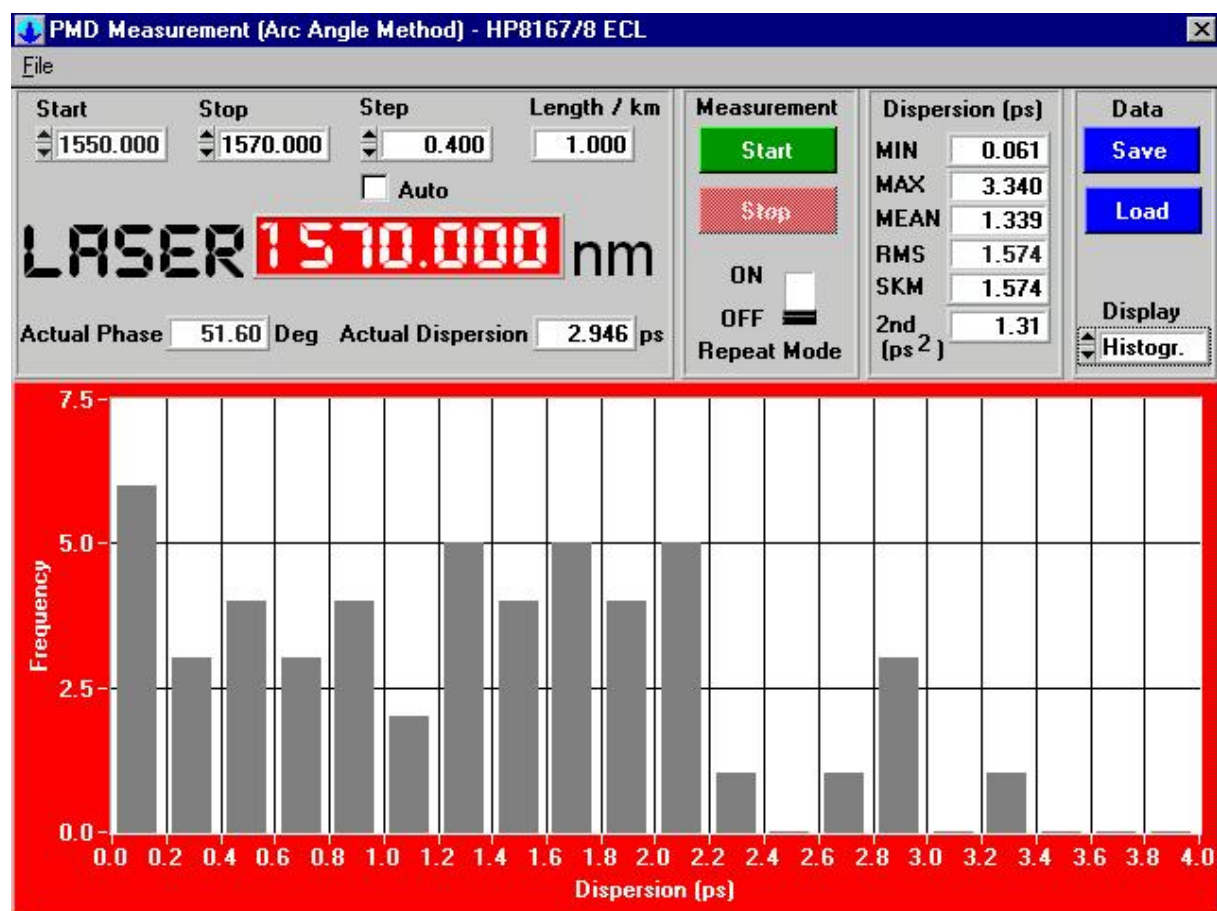 PMD Measurement (Arc Angle Method) - HP8167/8 ECL
File
Start Stop Step Length / km
1550.000 1570.000 0.400 1.000
Auto
LASER 1570.000 nm
Actual Phase 51.60 Deg Actual Dispersion 2.946 ps
Measurement
Start
Stop
ON
OFF
Repeat Mode
Dispersion (ps)
MIN 0.061
MAX 3.340
MEAN 1.339
RMS 1.574
SKM 1.574
2nd 1.31
(ps 2 )
Data
Save
Load
Display
Histogr.
7.5
5.0
2.5
0.0
Frequency
0.0 0.2 0.4 0.6 0.8 1.0 1.2 1.4 1.6 1.8 2.0 2.2 2.4 2.6 2.8 3.0 3.2 3.4 3.6 3.8 4.0
Dispersion (ps)